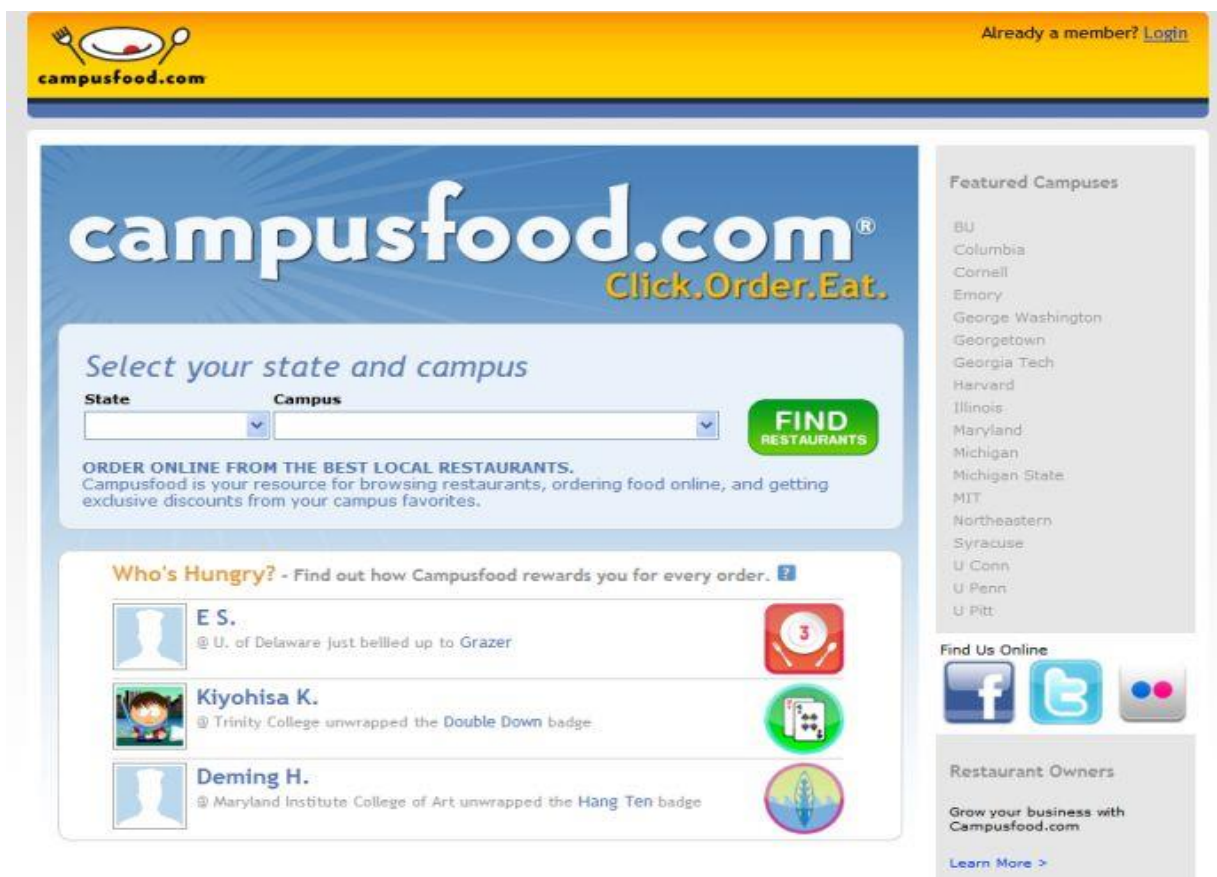 campusfood.com
Already a member? Login
campusfood.com®
Click.Order.Eat.
Select your state and campus
State
Campus
FIND
RESTAURANTS
ORDER ONLINE FROM THE BEST LOCAL RESTAURANTS.
Campusfood is your resource for browsing restaurants, ordering food online, and getting
exclusive discounts from your campus favorites.
Who's Hungry? - Find out how Campusfood rewards you for every order. ?
E S.
@ U. of Delaware just bellied up to Grazer
3
Kiyohisa K.
@ Trinity College unwrapped the Double Down badge
Deming H.
@ Maryland Institute College of Art unwrapped the Hang Ten badge
Featured Campuses
BU
Columbia
Cornell
Emory
George Washington
Georgetown
Georgia Tech
Harvard
Illinois
Maryland
Michigan
Michigan State
MIT
Northeastern
Syracuse
U Conn
U Penn
U Pitt
Find Us Online
f
t
Restaurant Owners
Grow your business with
Campusfood.com
Learn More >